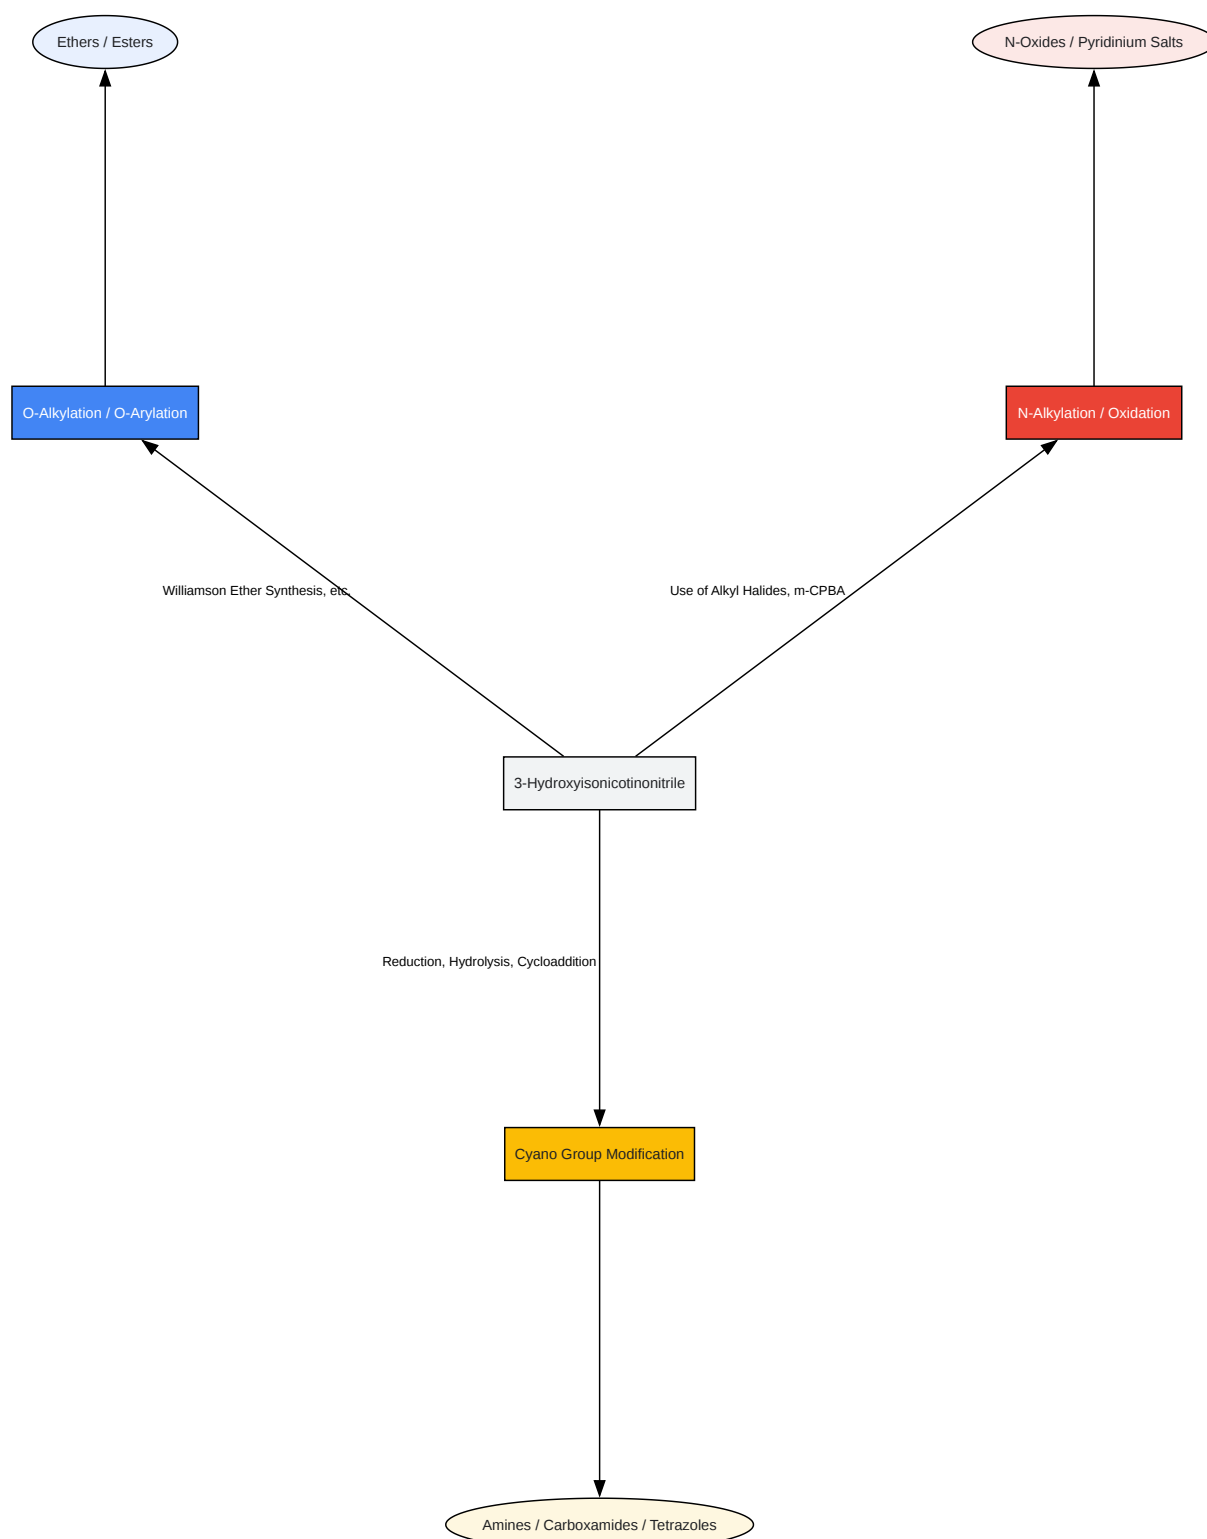 Ethers / Esters
N-Oxides / Pyridinium Salts
O-Alkylation / O-Arylation
N-Alkylation / Oxidation
Williamson Ether Synthesis, etc.
Use of Alkyl Halides, m-CPBA
3-Hydroxyisonicotinonitrile
Reduction, Hydrolysis, Cycloaddition
Cyano Group Modification
Amines / Carboxamides / Tetrazoles